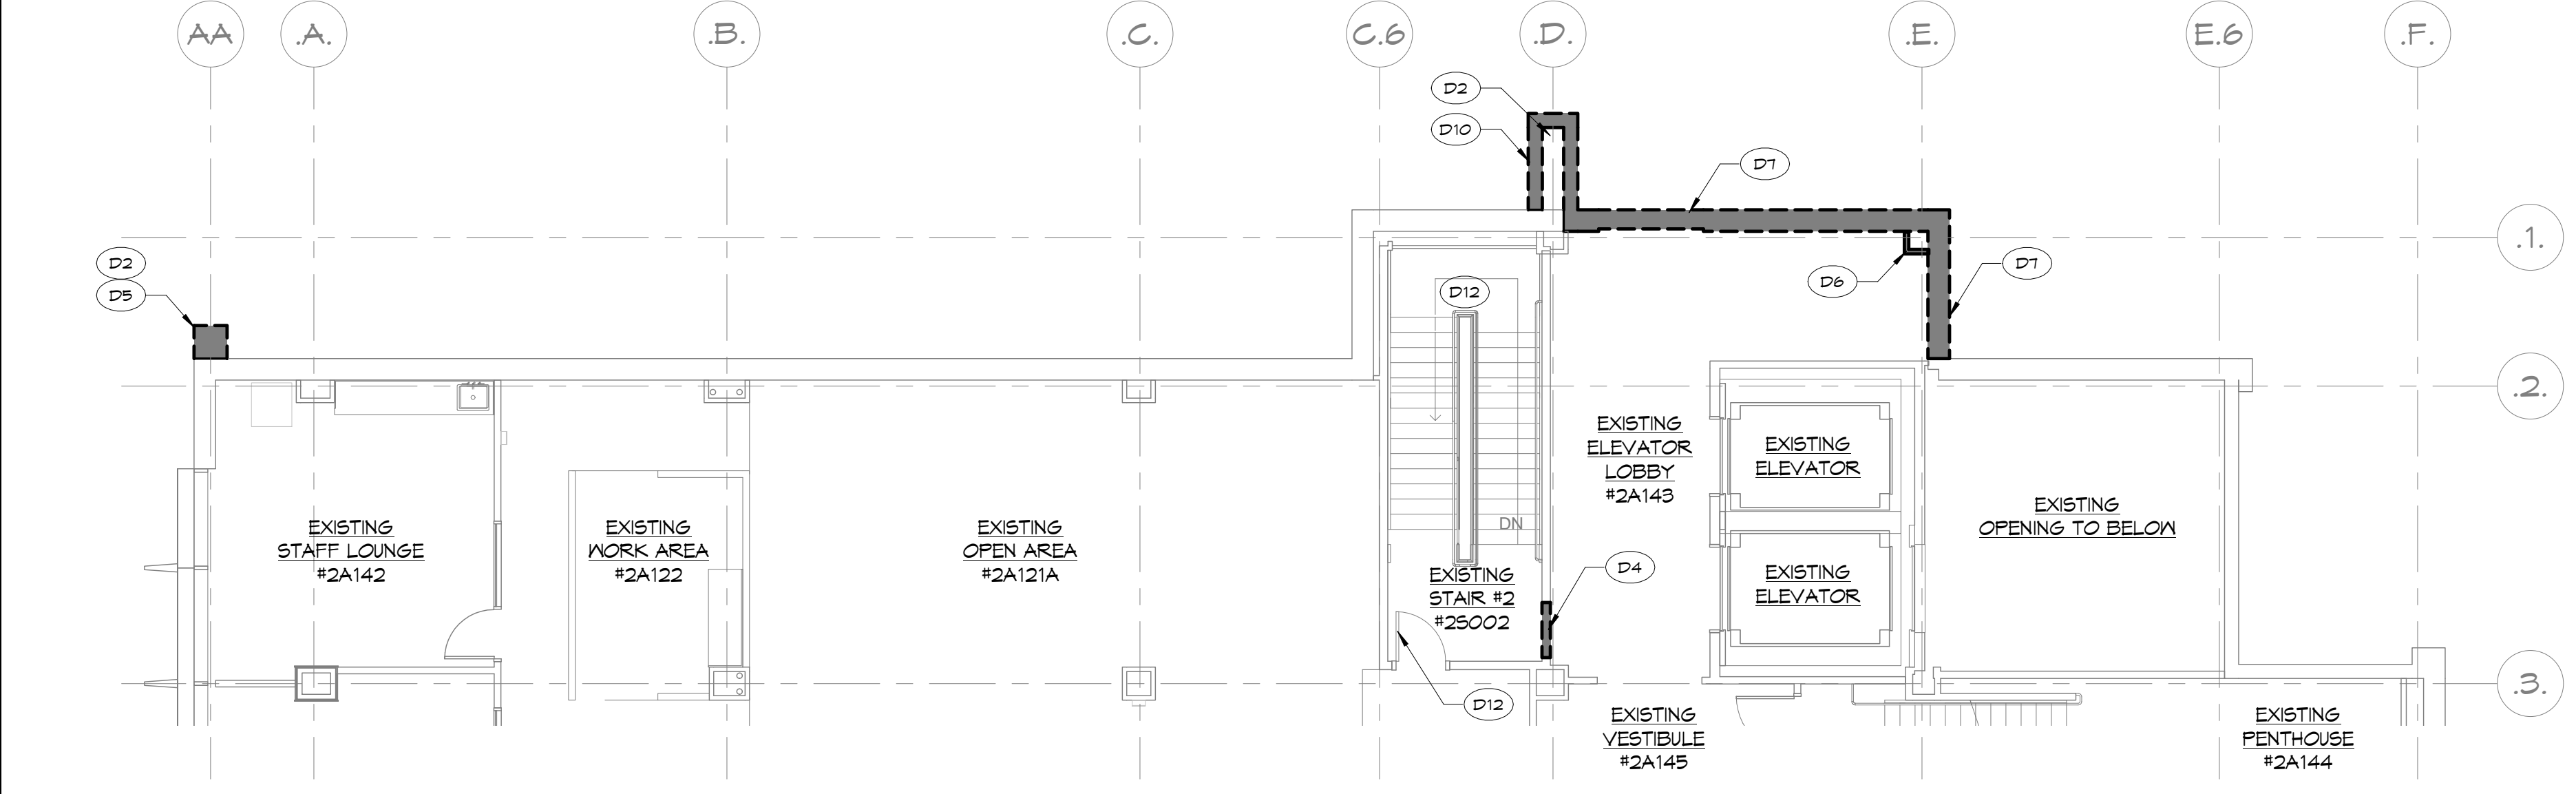 AA
.A.
.B.
.C.
C.6
.D.
.E.
E.6
.F.
D2
D10
D7
.1.
D2
D5
D12
D6
D7
.2.
EXISTING
ELEVATOR
LOBBY
#2A143
EXISTING
ELEVATOR
EXISTING
OPENING TO BELOW
EXISTING
STAFF LOUNGE
#2A142
EXISTING
WORK AREA
#2A122
EXISTING
OPEN AREA
#2A121A
DN
EXISTING
STAIR #2
#2S002
D4
EXISTING
ELEVATOR
D12
.3.
EXISTING
VESTIBULE
#2A145
EXISTING
PENTHOUSE
#2A144